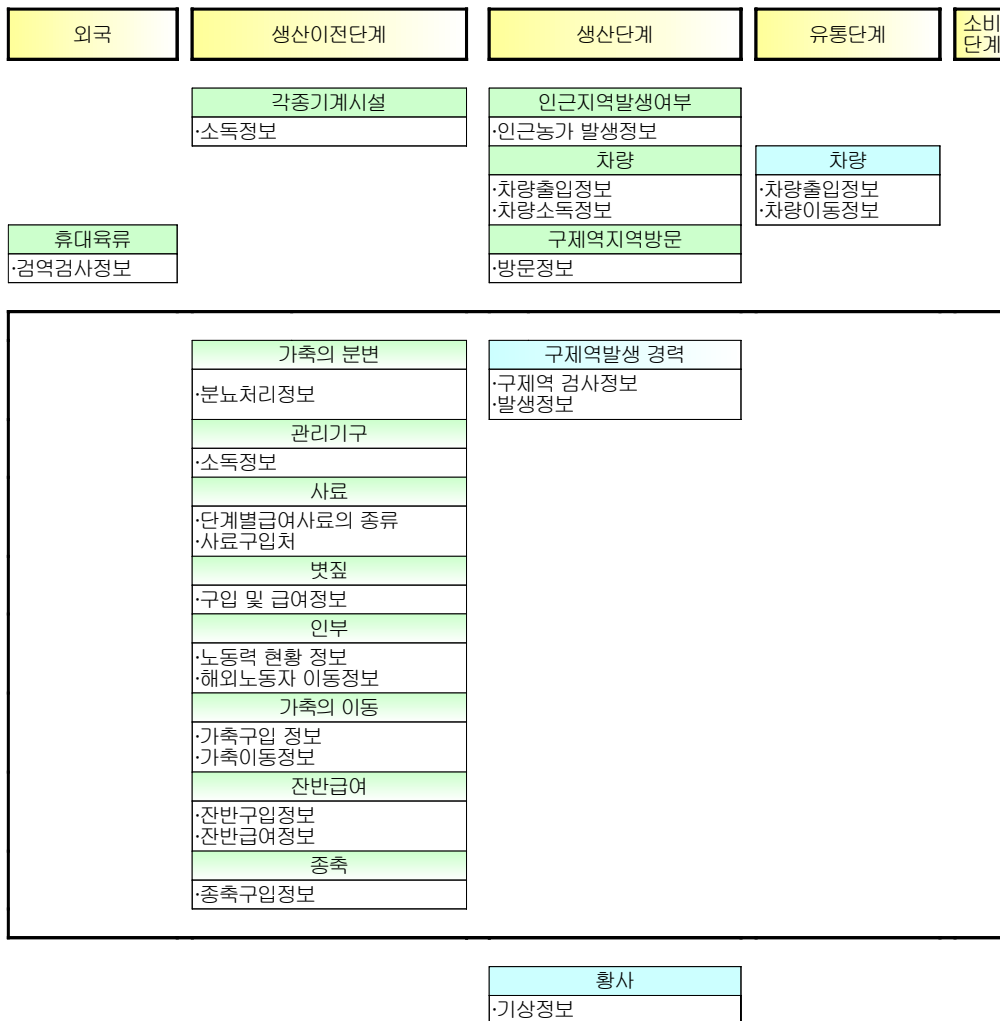 외국
생산이전단계
생산단계
유통단계
소비
단계
각종기계시설
·소독정보
인근지역발생여부
·인근농가 발생정보
차량
·차량출입정보
·차량소독정보
차량
·차량출입정보
·차량이동정보
휴대육류
·검역검사정보
구제역지역방문
·방문정보
가축의 분변
·분뇨처리정보
구제역발생 경력
·구제역 검사정보
·발생정보
관리기구
·소독정보
사료
·단계별급여사료의 종류
·사료구입처
볏짚
·구입 및 급여정보
인부
·노동력 현황 정보
·해외노동자 이동정보
가축의 이동
·가축구입 정보
·가축이동정보
잔반급여
·잔반구입정보
·잔반급여정보
종축
·종축구입정보
황사
·기상정보